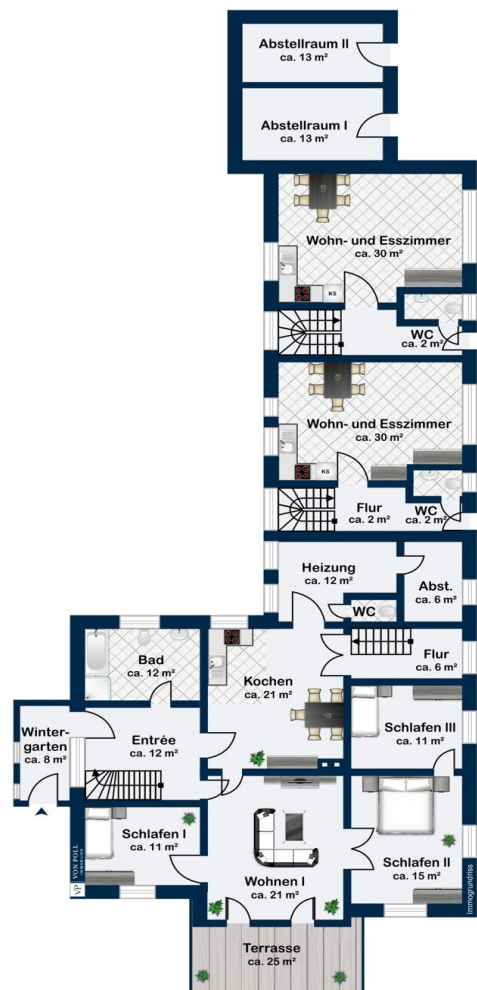 Abstellraum II
ca. 13 m²
Abstellraum I
ca. 13 m²
Wohn- und Esszimmer
ca. 30 m²
KS
WC
ca. 2 m²
Wohn- und Esszimmer
ca. 30 m²
KS
Flur
ca. 2 m²
WC
ca. 2 m²
Heizung
ca. 12 m²
Abst.
ca. 6 m²
WC
Bad
ca. 12 m²
Kochen
ca. 21 m²
Flur
ca. 6 m²
Winter-
garten
ca. 8 m²
Entrée
ca. 12 m²
Schlafen III
ca. 11 m²
Schlafen I
ca. 11 m²
Wohnen I
ca. 21 m²
Schlafen II
ca. 15 m²
VP VON POLL
IMMOBILIEN
Immogrundriss
Terrasse
ca. 25 m²